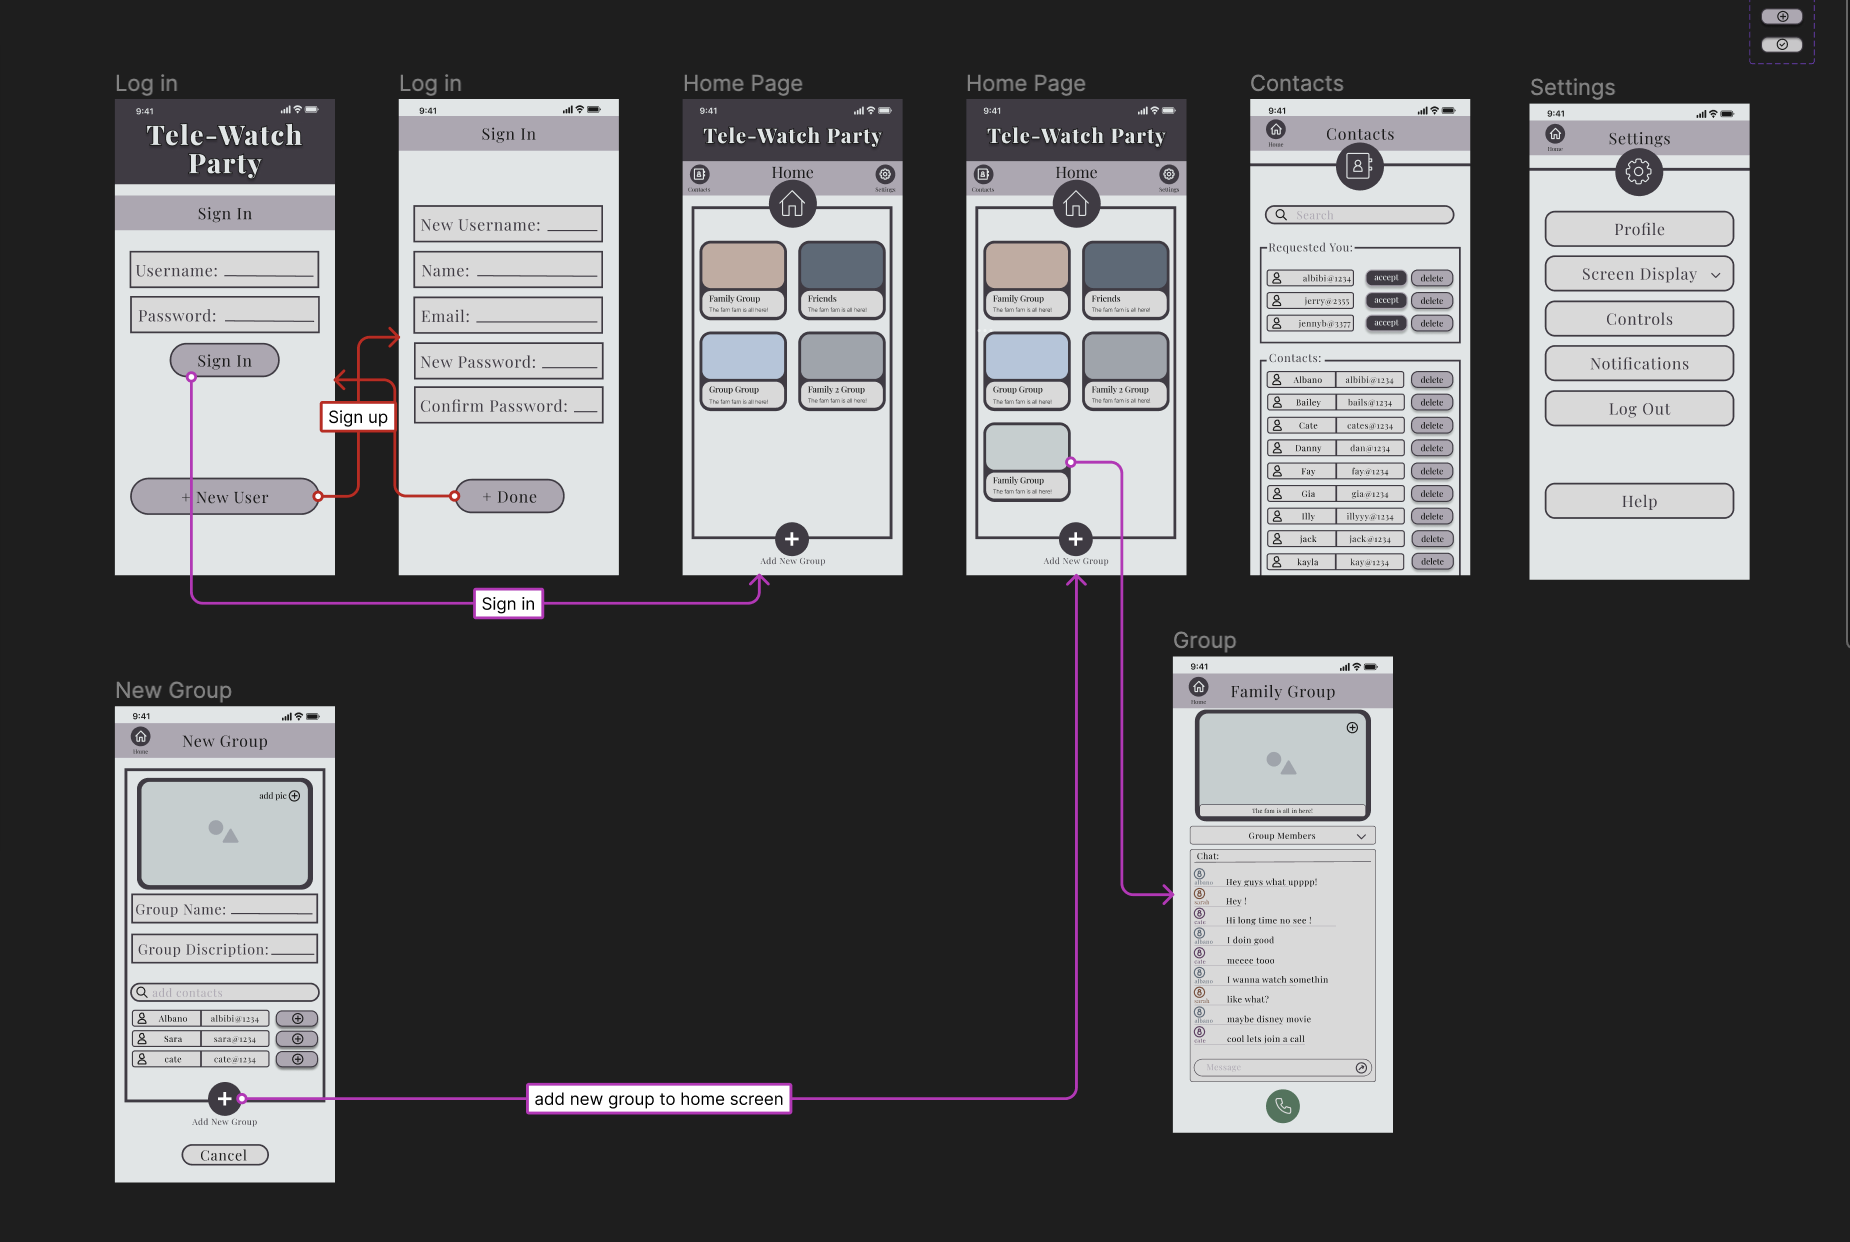 Log in
9:41
Tele-Watch
Party
Sign In
Username:
Password:
Sign In
+ New User
Log in
9:41
Sign In
New Username:
Name:
Email:
New Password:
Confirm Password:
+ Done
Sign up
Sign in
Home Page
9:41
Tele-Watch Party
Contacts
Home
Settings
Family Group
The fam fam is all here!
Friends
The fam fam is all here!
Group Group
The fam fam is all here!
Family 2 Group
The fam fam is all here!
Add New Group
Home Page
9:41
Tele-Watch Party
Contacts
Home
Settings
Family Group
The fam fam is all here!
Friends
The fam fam is all here!
Group Group
The fam fam is all here!
Family 2 Group
The fam fam is all here!
Family Group
The fam fam is all here!
Add New Group
Contacts
9:41
Home
Contacts
Search
Requested You:
albibi@1234 accept delete
jerry@2355 accept delete
jennyb@3377 accept delete
Contacts:
Albano albibi@1234 delete
Bailey bails@1234 delete
Cate cates@1234 delete
Danny dan@1234 delete
Fay fay@1234 delete
Gia gia@1234 delete
Illy illyyy@1234 delete
jack jack@1234 delete
kayla kay@1234 delete
Settings
9:41
Home
Settings
Profile
Screen Display
Controls
Notifications
Log Out
Help
New Group
9:41
Home
New Group
add pic
Group Name:
Group Discription:
add contacts
Albano albibi@1234
Sara sara@1234
cate cate@1234
Add New Group
Cancel
add new group to home screen
Group
9:41
Home
Family Group
The fam is all in here!
Group Members
Chat:
albano Hey guys what upppp!
sarah Hey !
cate Hi long time no see !
albano I doin good
cate meeee tooo
albano I wanna watch somethin
sarah like what?
albano maybe disney movie
cate cool lets join a call
Message